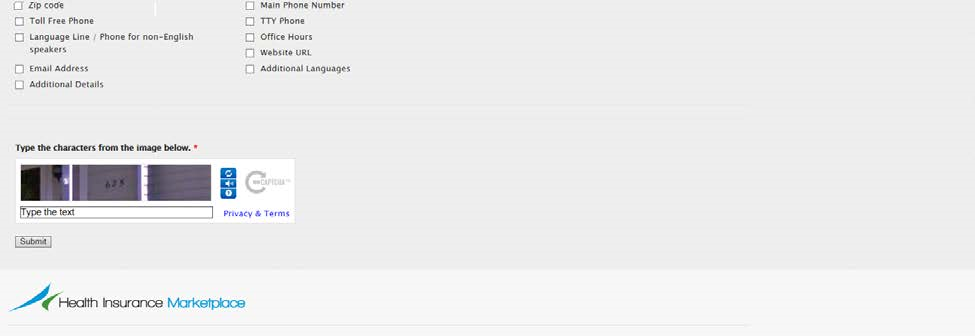 Zip code
Main Phone Number
Toll Free Phone
TTY Phone
Language Line / Phone for non-English speakers
Office Hours
Website URL
Email Address
Additional Languages
Additional Details
Type the characters from the image below. *
Type the text
Privacy & Terms
Submit
Health Insurance Marketplace